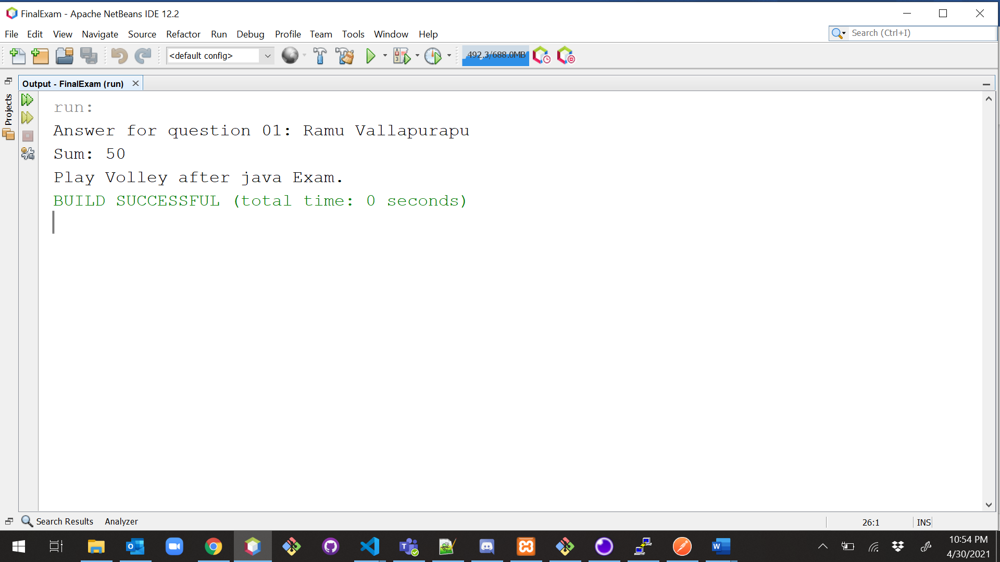 FinalExam - Apache NetBeans IDE 12.2
File Edit View Navigate Source Refactor Run Debug Profile Team Tools Window Help
Search (Ctrl+I)
<default config>
492.3/688.0MB
Output - FinalExam (run)
Projects
run:
Answer for question 01: Ramu Vallapurapu
Sum: 50
Play Volley after java Exam.
BUILD SUCCESSFUL (total time: 0 seconds)
Search Results Analyzer
26:1 INS
10:54 PM
4/30/2021